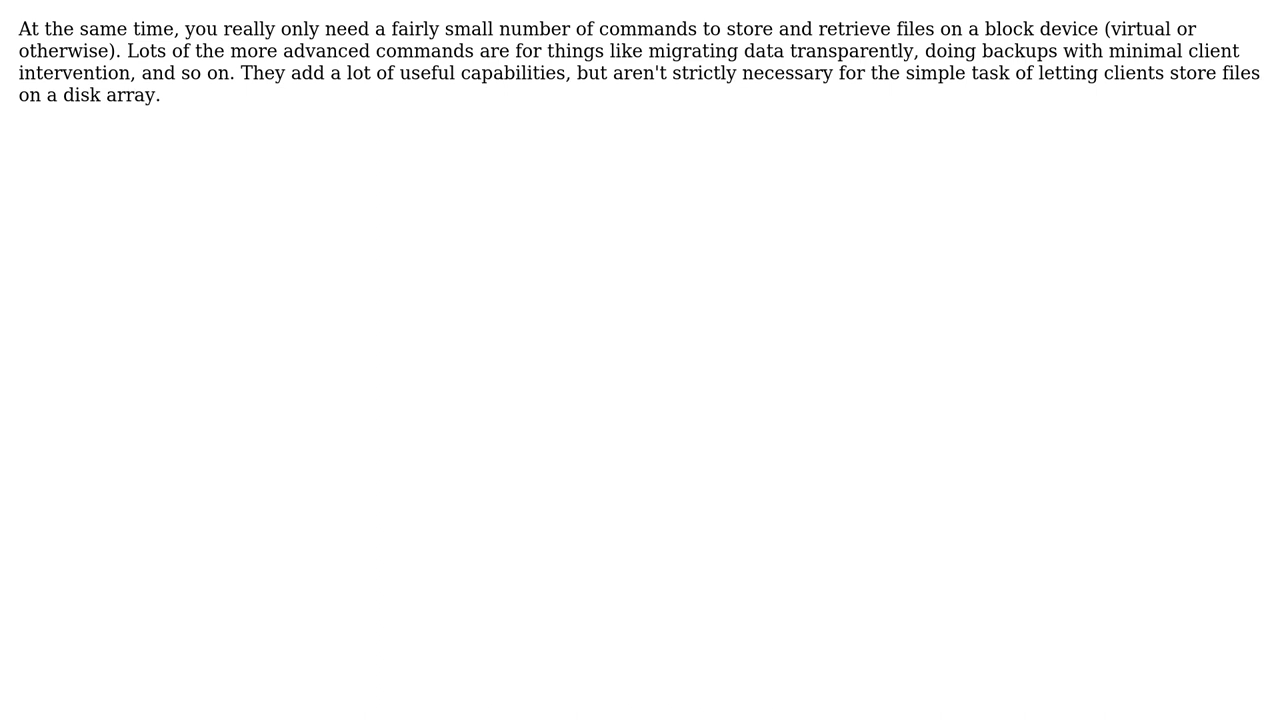 At the same time, you really only need a fairly small number of commands to store and retrieve files on a block device (virtual or
otherwise). Lots of the more advanced commands are for things like migrating data transparently, doing backups with minimal client
intervention, and so on. They add a lot of useful capabilities, but aren't strictly necessary for the simple task of letting clients store files
on a disk array.